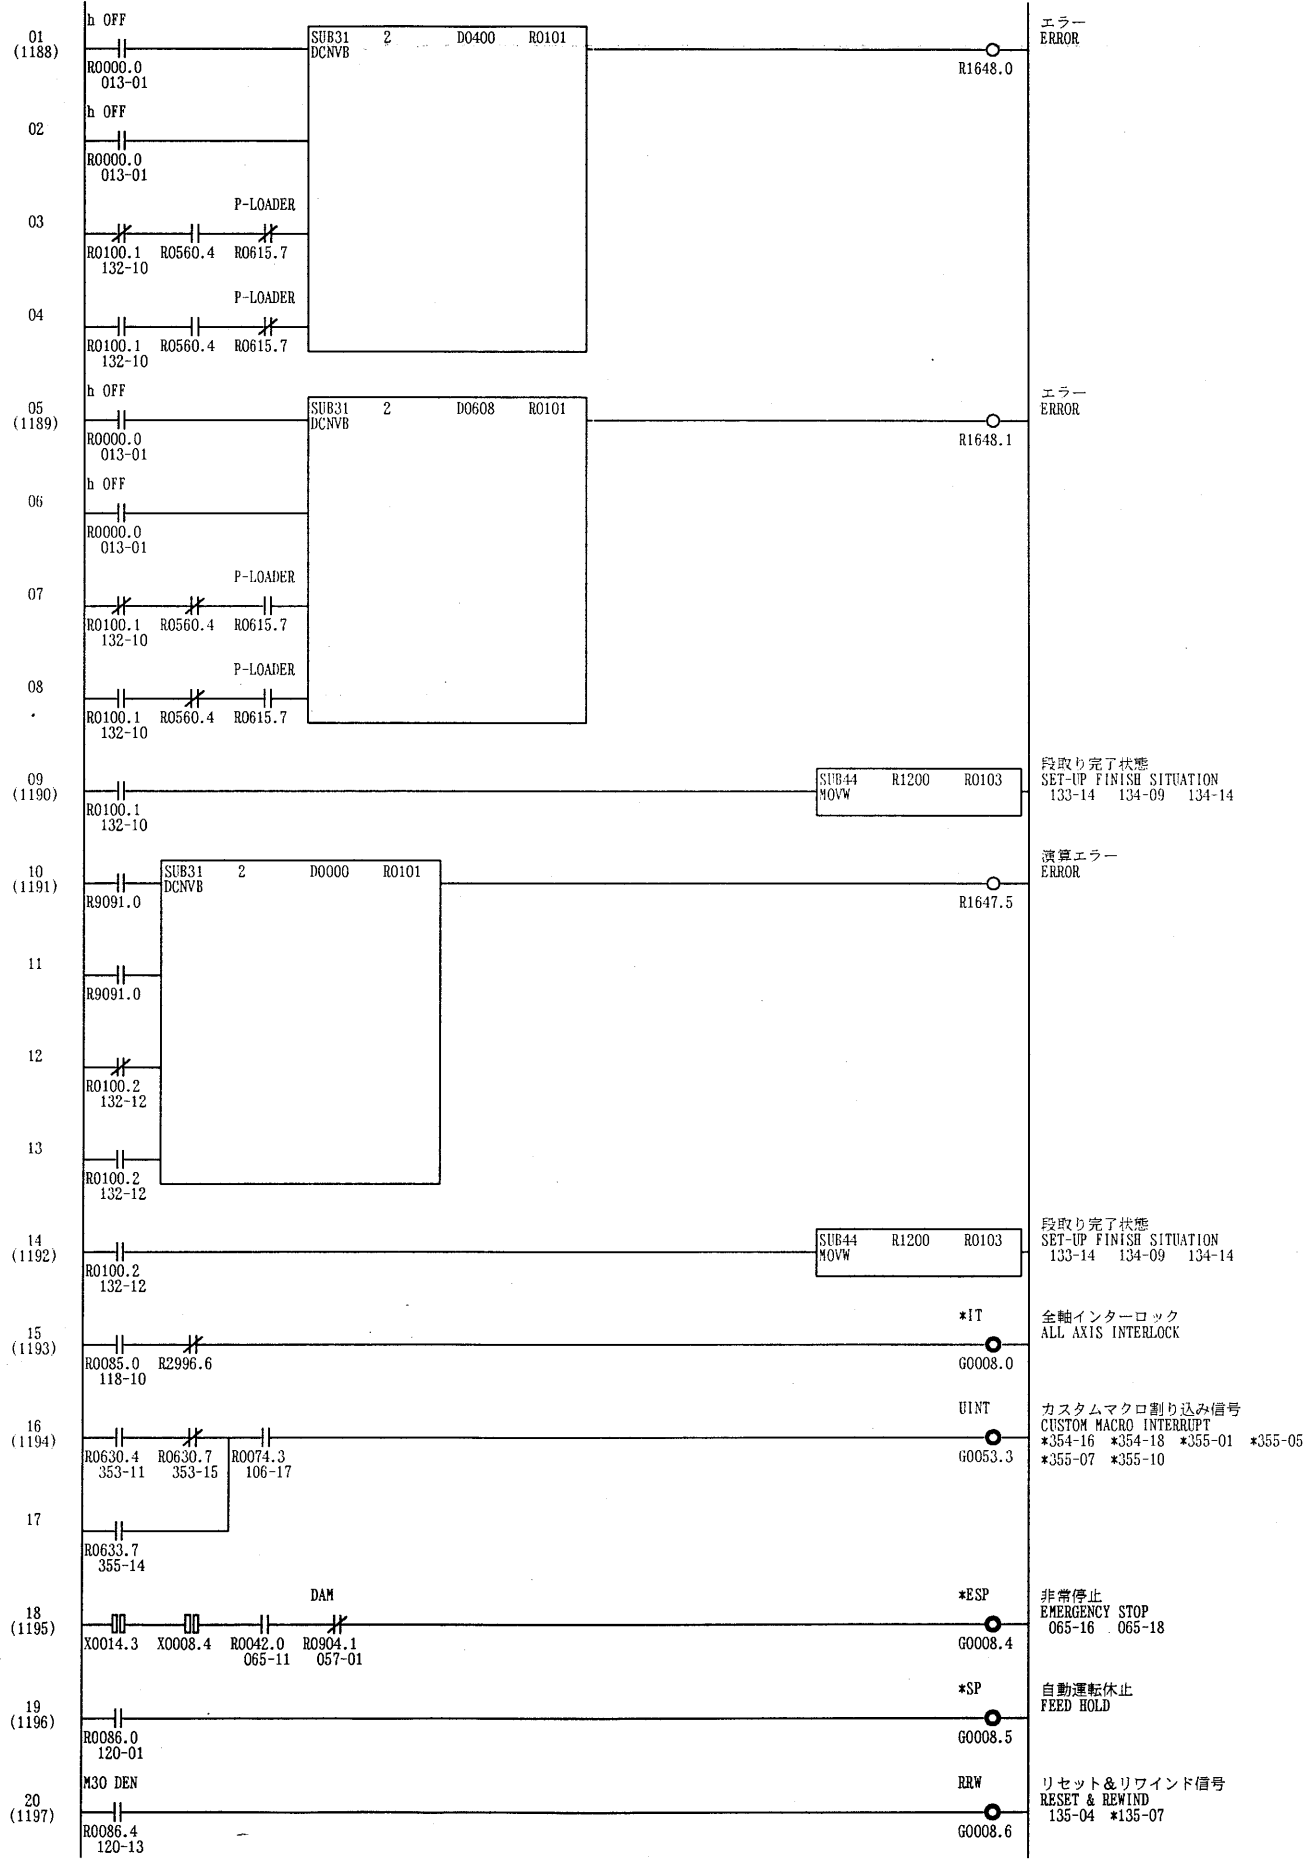 h OFF
01
(1188)
R0000.0
013-01
SUB31 2 D0400 R0101
DCNVB
R1648.0
エラー
ERROR
h OFF
02
R0000.0
013-01
P-LOADER
03
R0100.1 R0560.4 R0615.7
132-10
P-LOADER
04
R0100.1 R0560.4 R0615.7
132-10
h OFF
05
(1189)
R0000.0
013-01
SUB31 2 D0608 R0101
DCNVB
R1648.1
エラー
ERROR
h OFF
06
R0000.0
013-01
P-LOADER
07
R0100.1 R0560.4 R0615.7
132-10
P-LOADER
08
R0100.1 R0560.4 R0615.7
132-10
09
(1190)
R0100.1
132-10
SUB44 R1200 R0103
MOVW
段取り完了状態
SET-UP FINISH SITUATION
133-14 134-09 134-14
10
(1191)
R9091.0
SUB31 2 D0000 R0101
DCNVB
R1647.5
演算エラー
ERROR
11
R9091.0
12
R0100.2
132-12
13
R0100.2
132-12
14
(1192)
R0100.2
132-12
SUB44 R1200 R0103
MOVW
段取り完了状態
SET-UP FINISH SITUATION
133-14 134-09 134-14
15
(1193)
R0085.0 R2996.6
118-10
*IT
G0008.0
全軸インターロック
ALL AXIS INTERLOCK
16
(1194)
R0630.4 R0630.7 R0074.3
353-11 353-15 106-17
UINT
G0053.3
カスタムマクロ割り込み信号
CUSTOM MACRO INTERRUPT
*354-16 *354-18 *355-01 *355-05
*355-07 *355-10
17
R0633.7
355-14
DAM
18
(1195)
X0014.3 X0008.4 R0042.0 R0904.1
065-11 057-01
*ESP
G0008.4
非常停止
EMERGENCY STOP
065-16 065-18
19
(1196)
R0086.0
120-01
*SP
G0008.5
自動運転休止
FEED HOLD
M30 DEN
20
(1197)
R0086.4
120-13
RRW
G0008.6
リセット&リワインド信号
RESET & REWIND
135-04 *135-07